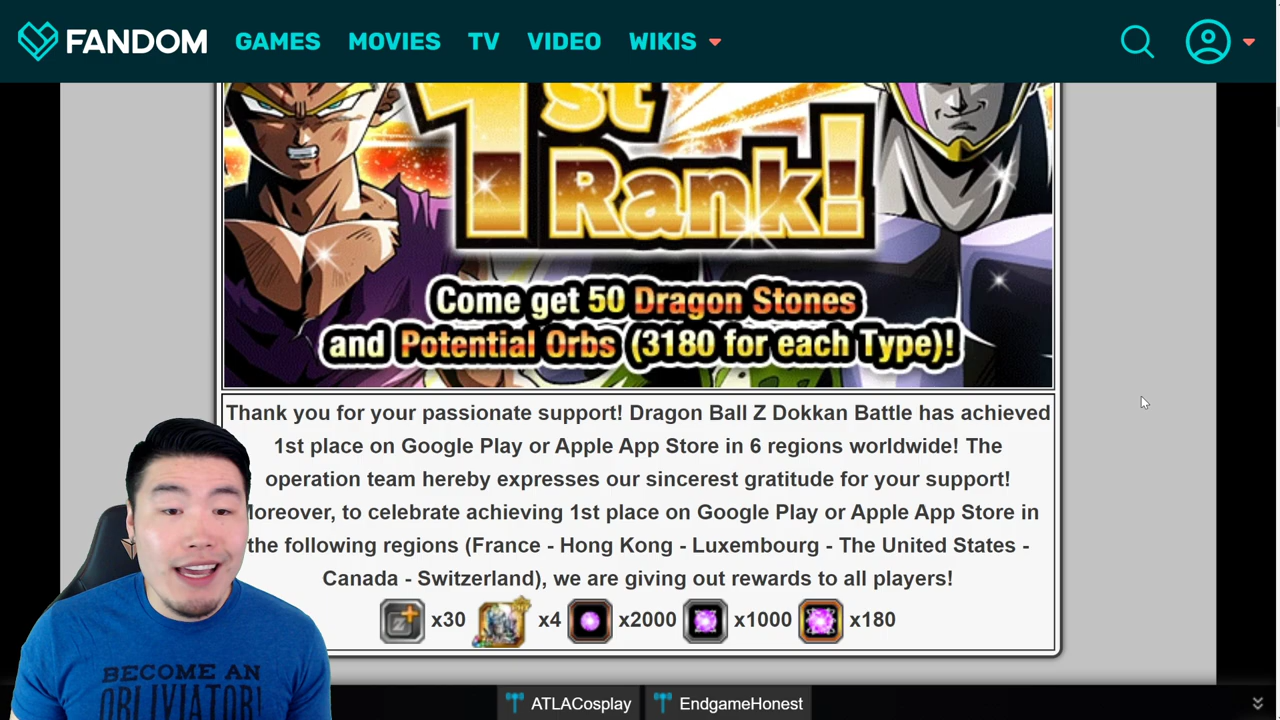 FANDOM GAMES MOVIES TV VIDEO WIKIS
1st
Rank!
Come get 50 Dragon Stones
and Potential Orbs (3180 for each Type)!
Thank you for your passionate support! Dragon Ball Z Dokkan Battle has achieved
1st place on Google Play or Apple App Store in 6 regions worldwide! The
operation team hereby expresses our sincerest gratitude for your support!
Moreover, to celebrate achieving 1st place on Google Play or Apple App Store in
the following regions (France - Hong Kong - Luxembourg - The United States -
Canada - Switzerland), we are giving out rewards to all players!
x30 x4 x2000 x1000 x180
BECOME AN
OBLIVIATOR!
ATLACosplay EndgameHonest